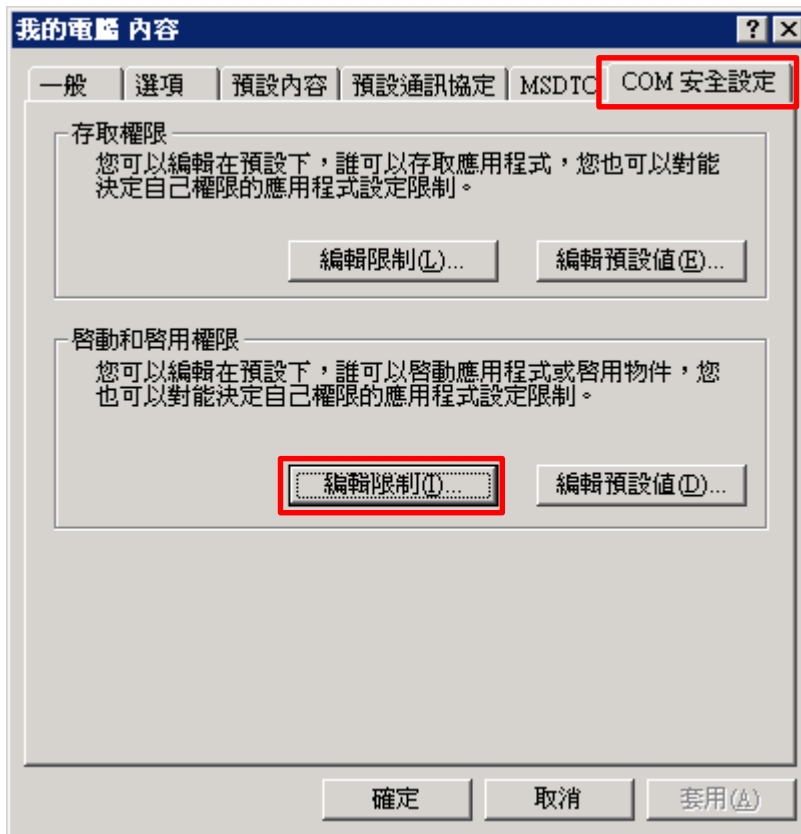 我的電腦 內容
一般 選項 預設內容 預設通訊協定 MSDTC COM 安全設定
存取權限
您可以編輯在預設下，誰可以存取應用程式，您也可以對能
決定自己權限的應用程式設定限制。
編輯限制(L)... 編輯預設值(E)...
啟動和啟用權限
您可以編輯在預設下，誰可以啟動應用程式或啟用物件，您
也可以對能決定自己權限的應用程式設定限制。
編輯限制(I)... 編輯預設值(D)...
確定 取消 套用(A)